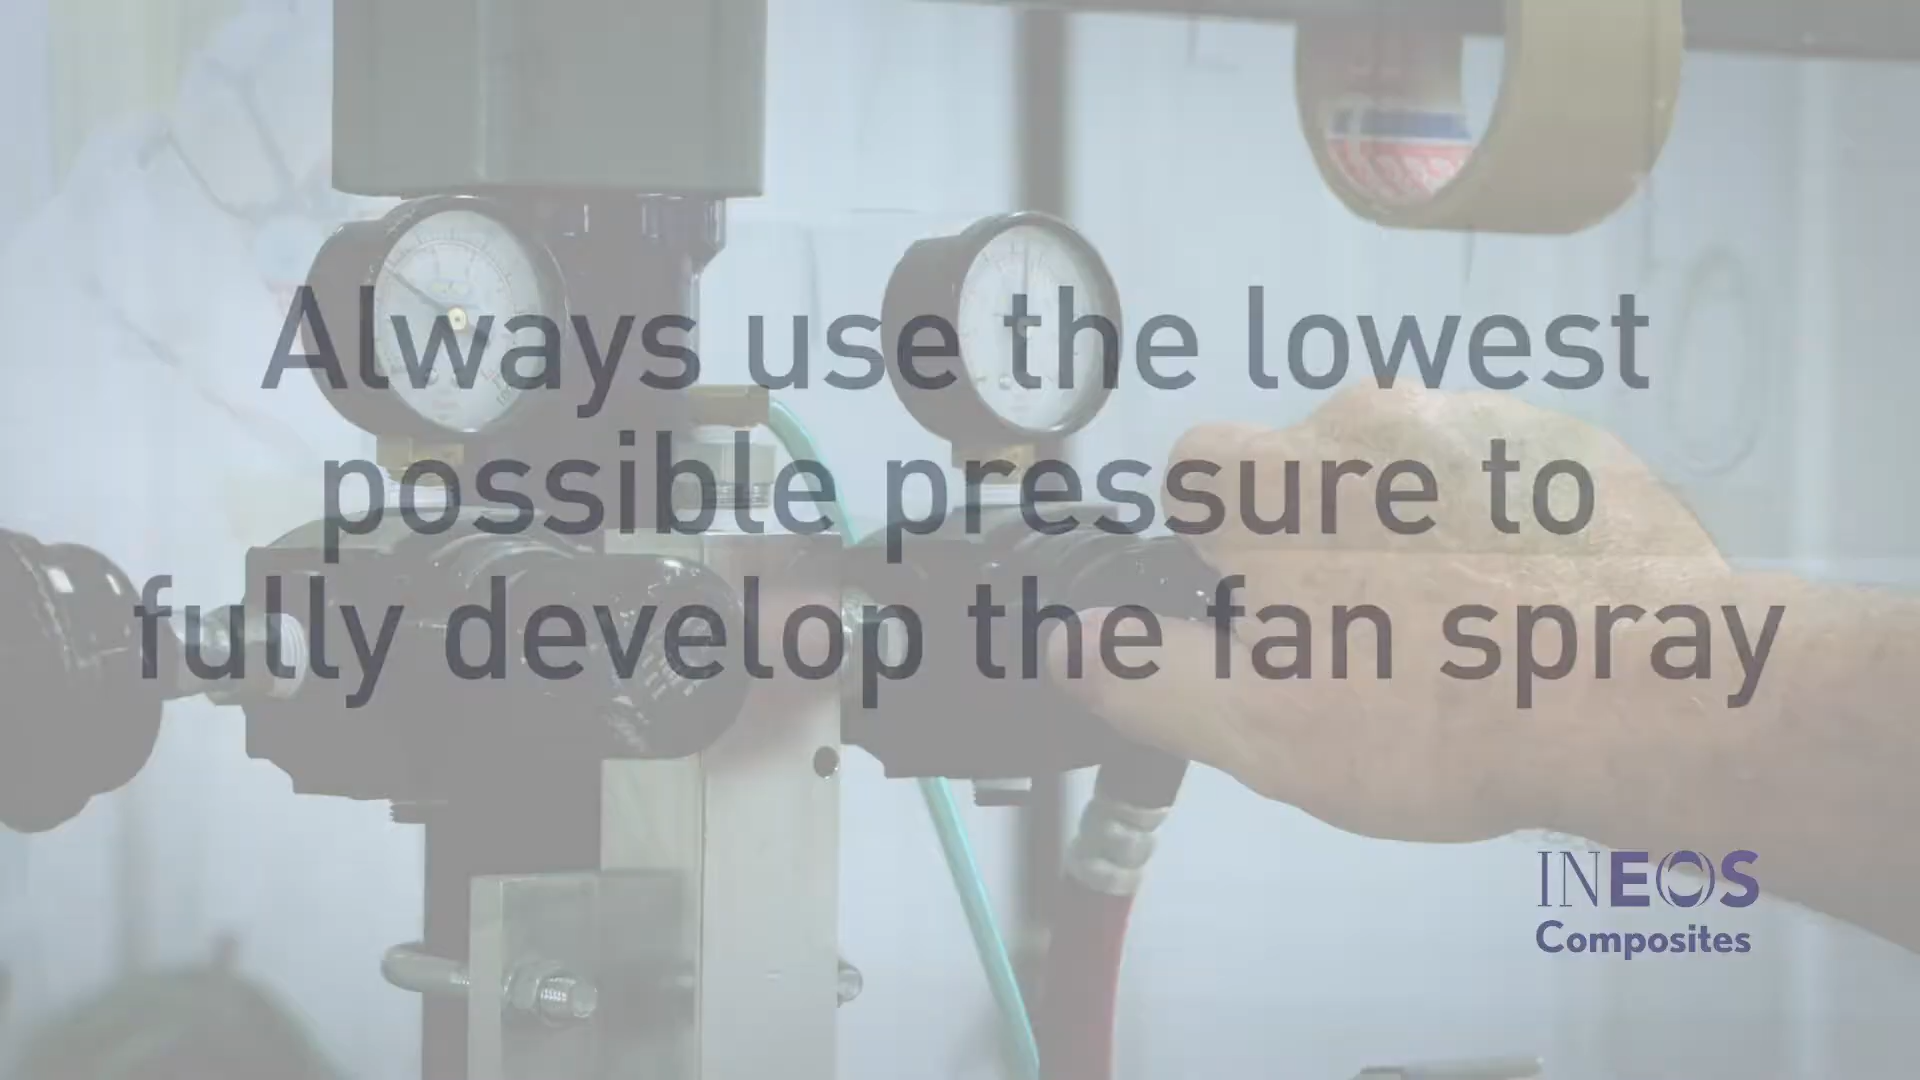 Always use the lowest
possible pressure to
fully develop the fan spray
INEOS
Composites